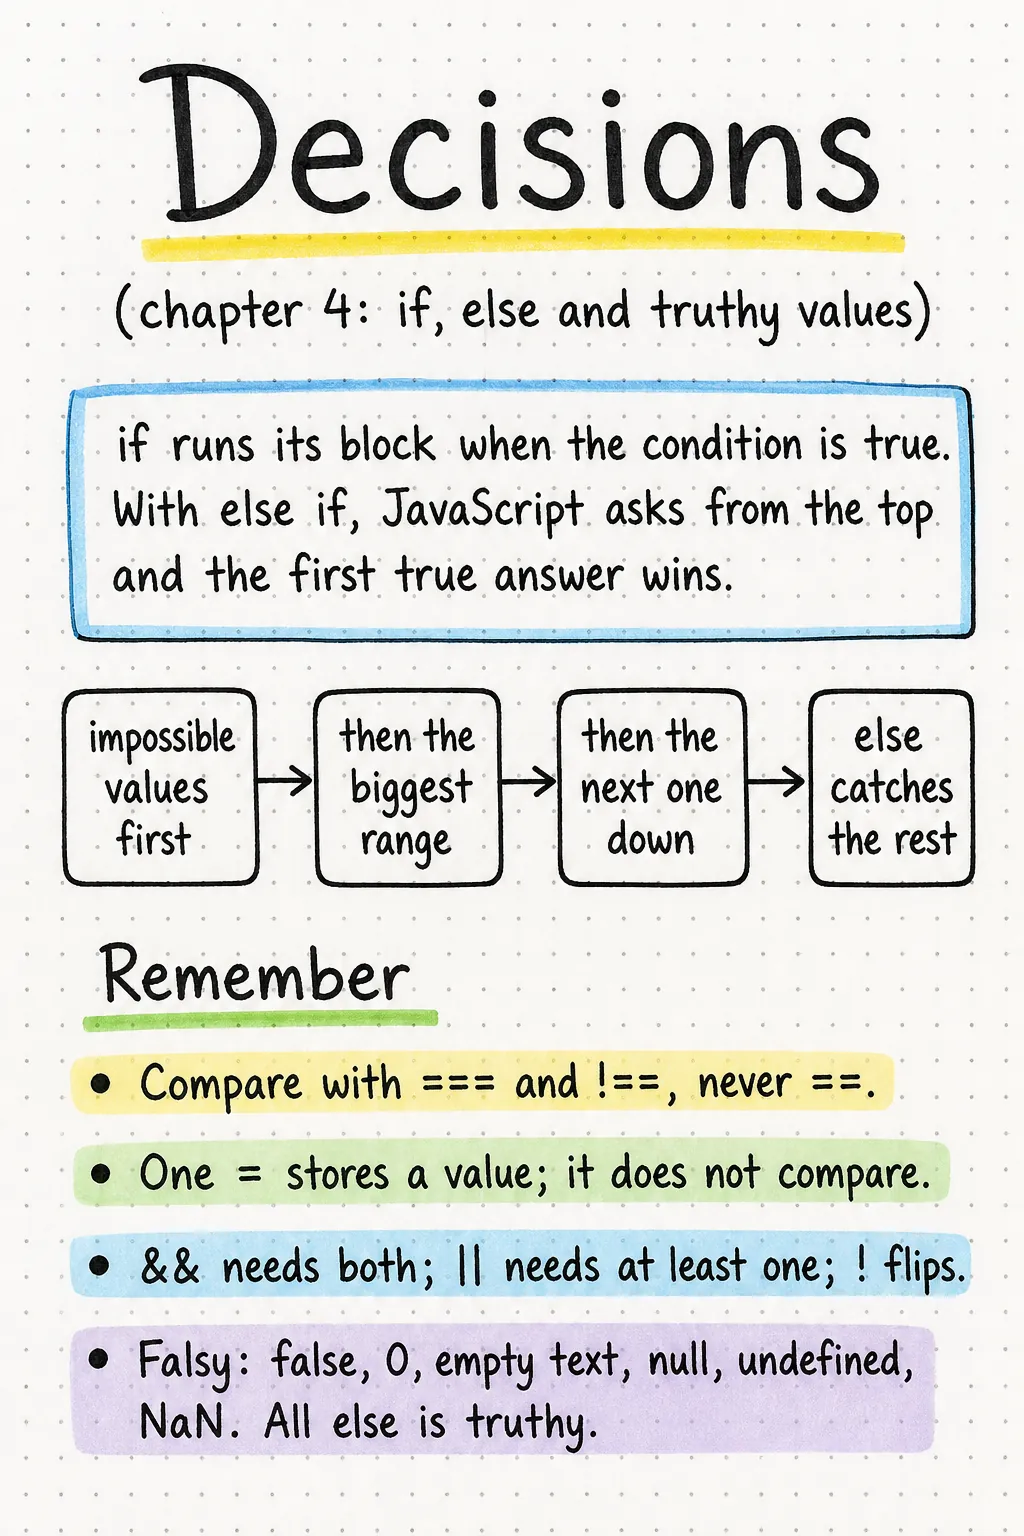 Decisions
(chapter 4: if, else and truthy values)
if runs its block when the condition is true.
With else if, JavaScript asks from the top
and the first true answer wins.
impossible
values
first
then the
biggest
range
then the
next one
down
else
catches
the rest
Remember
• Compare with === and !==, never ==.
• One = stores a value; it does not compare.
• && needs both; || needs at least one; ! flips.
• Falsy: false, 0, empty text, null, undefined,
NaN. All else is truthy.